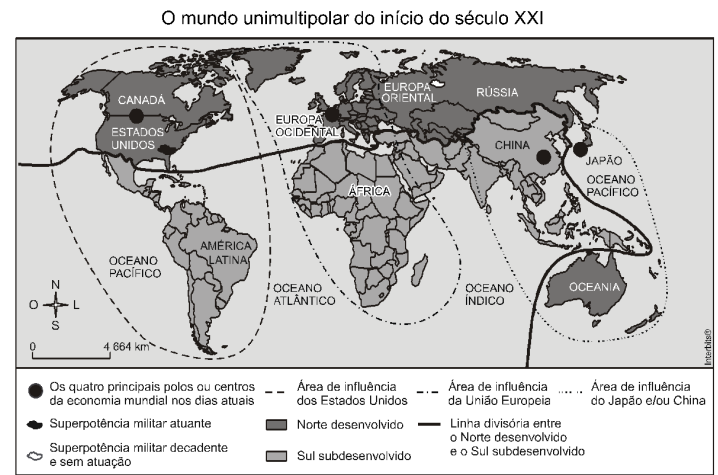 O mundo unimultipolar do início do século XXI
CANADÁ
ESTADOS
UNIDOS
EUROPA
OCIDENTAL
EUROPA
ORIENTAL
RÚSSIA
CHINA
JAPÃO
OCEANO
PACÍFICO
ÁFRICA
AMÉRICA
LATINA
OCEANO
PACÍFICO
OCEANO
ATLÂNTICO
OCEANO
ÍNDICO
OCEANIA
N
O
L
S
0
4 664 km
Interbits®
Os quatro principais polos ou centros
da economia mundial nos dias atuais
Superpotência militar atuante
Superpotência militar decadente
e sem atuação
Área de influência
dos Estados Unidos
Norte desenvolvido
Sul subdesenvolvido
Área de influência
da União Europeia
Linha divisória entre
o Norte desenvolvido
e o Sul subdesenvolvido
Área de influência
do Japão e/ou China